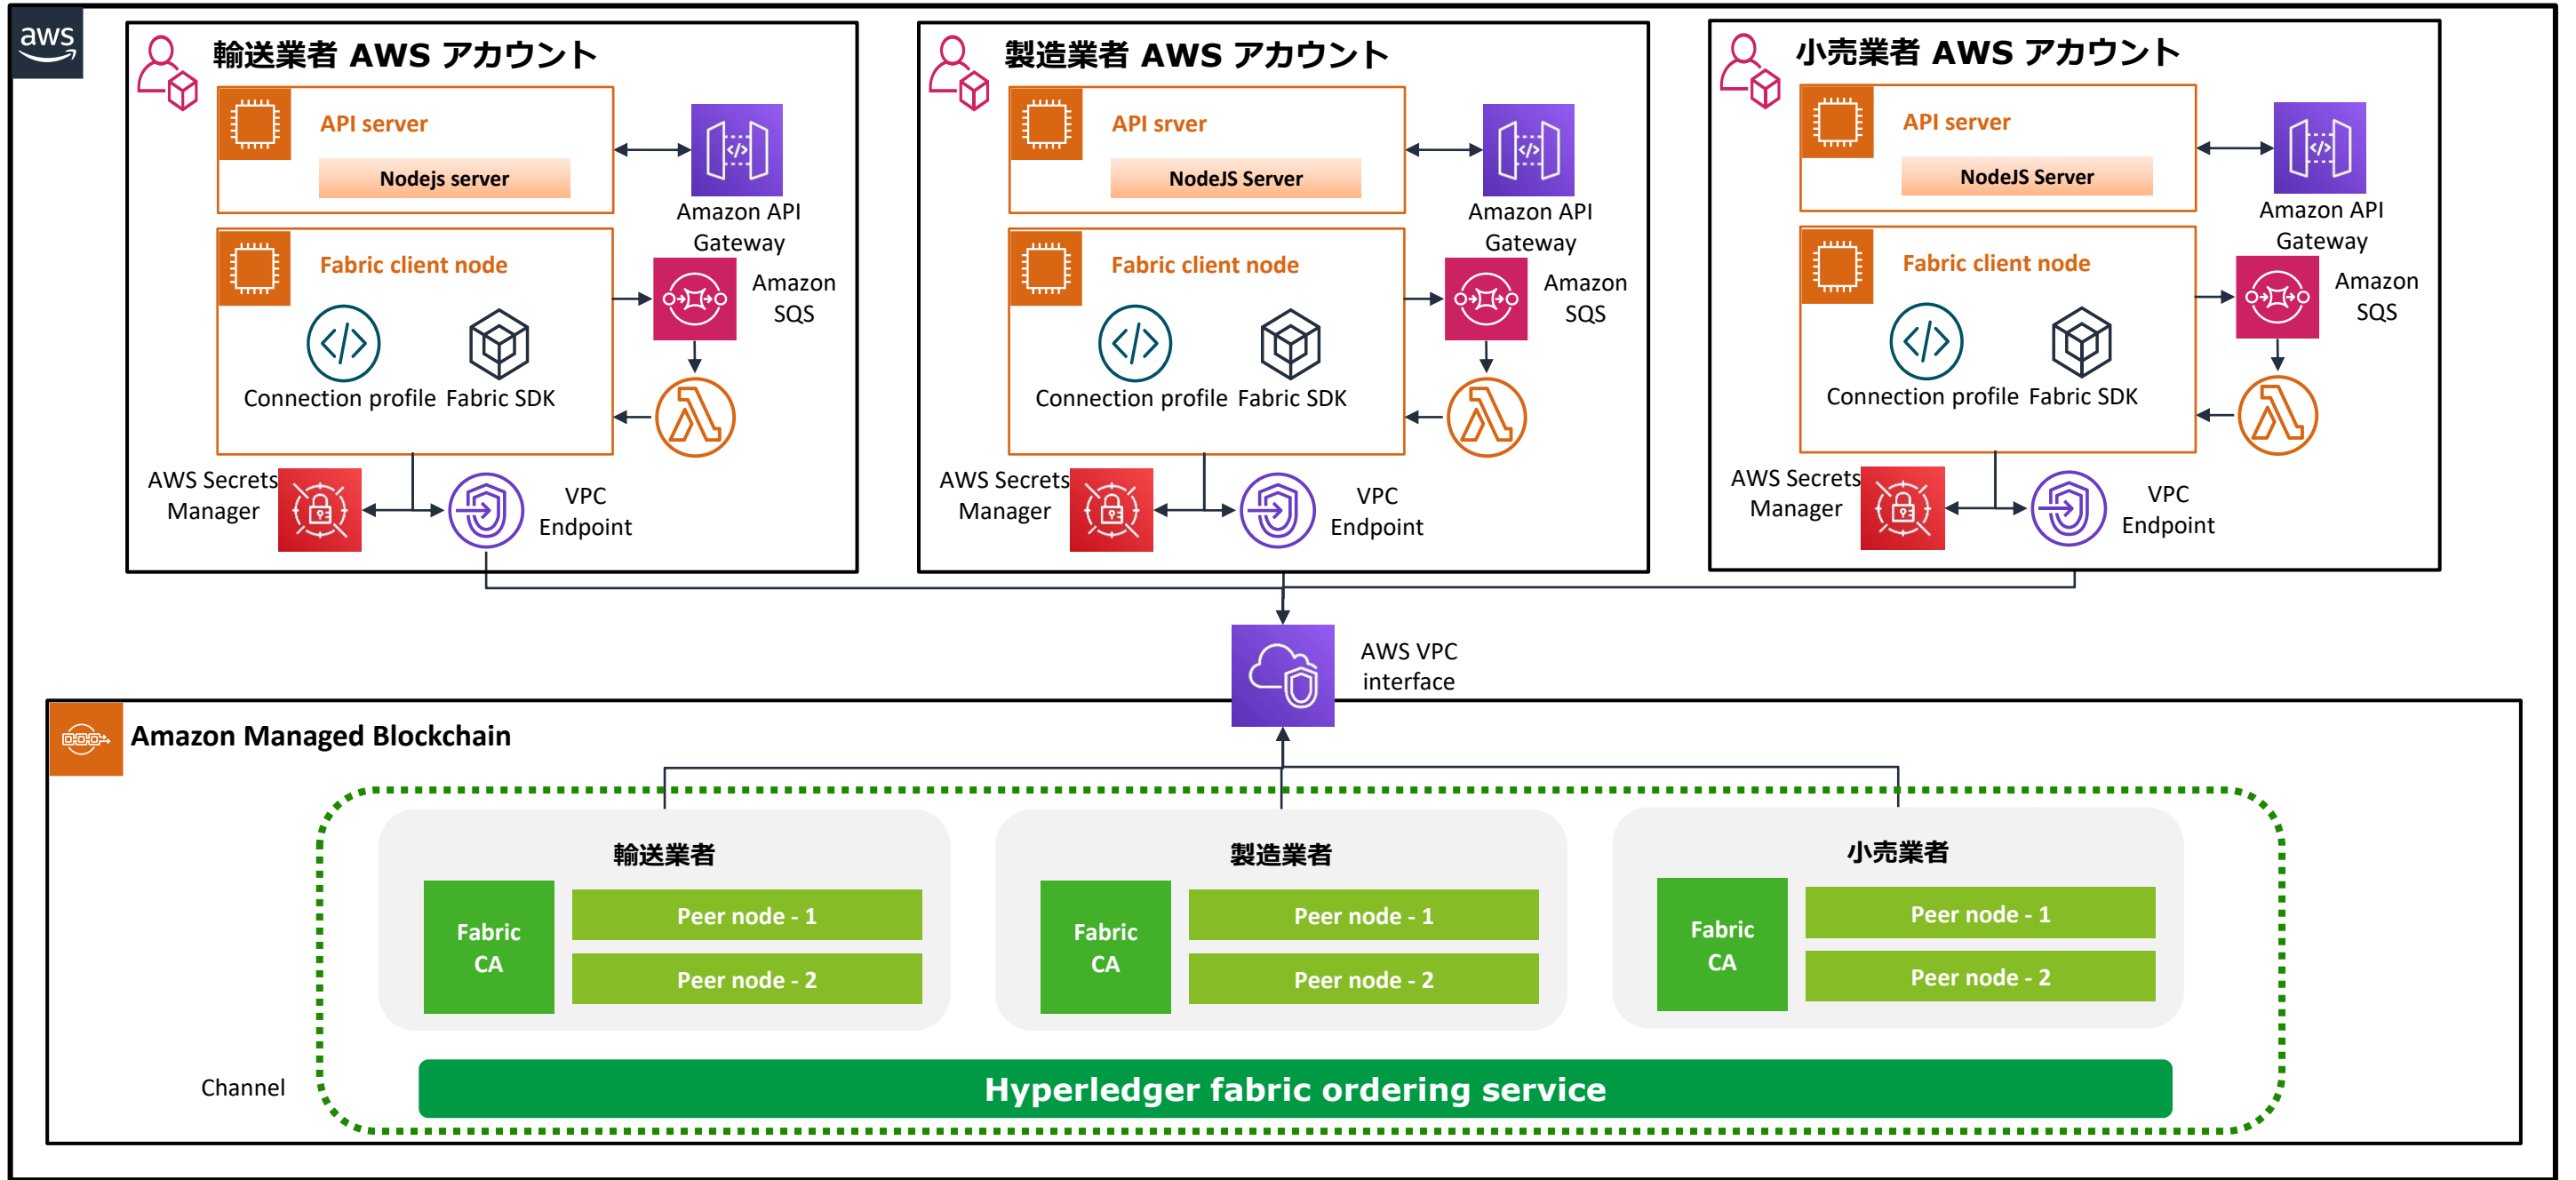 aws
輸送業者 AWS アカウント
API server
Nodejs server
Amazon API
Gateway
Fabric client node
Amazon
SQS
Connection profile
Fabric SDK
AWS Secrets
Manager
VPC
Endpoint
製造業者 AWS アカウント
API srver
NodeJS Server
Amazon API
Gateway
Fabric client node
Amazon
SQS
Connection profile
Fabric SDK
AWS Secrets
Manager
VPC
Endpoint
小売業者 AWS アカウント
API server
NodeJS Server
Amazon API
Gateway
Fabric client node
Amazon
SQS
Connection profile
Fabric SDK
AWS Secrets
Manager
VPC
Endpoint
AWS VPC
interface
Amazon Managed Blockchain
輸送業者
Fabric
CA
Peer node - 1
Peer node - 2
製造業者
Fabric
CA
Peer node - 1
Peer node - 2
小売業者
Fabric
CA
Peer node - 1
Peer node - 2
Channel
Hyperledger fabric ordering service